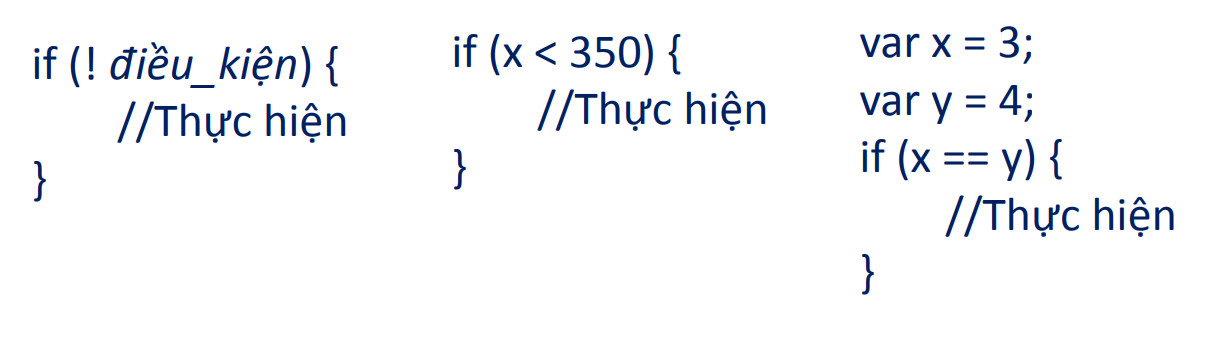 if (! điều_kiện) {
//Thực hiện
}
if (x < 350) {
//Thực hiện
}
var x = 3;
var y = 4;
if (x == y) {
//Thực hiện
}